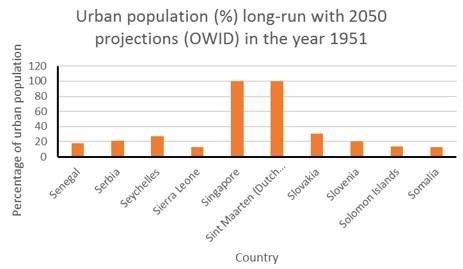 Urban population (%) long-run with 2050
projections (OWID) in the year 1951
Percentage of urban population
120
100
80
60
40
20
0
Senegal
Serbia
Seychelles
Sierra Leone
Singapore
Sint Maarten (Dutch...
Slovakia
Slovenia
Solomon Islands
Somalia
Country